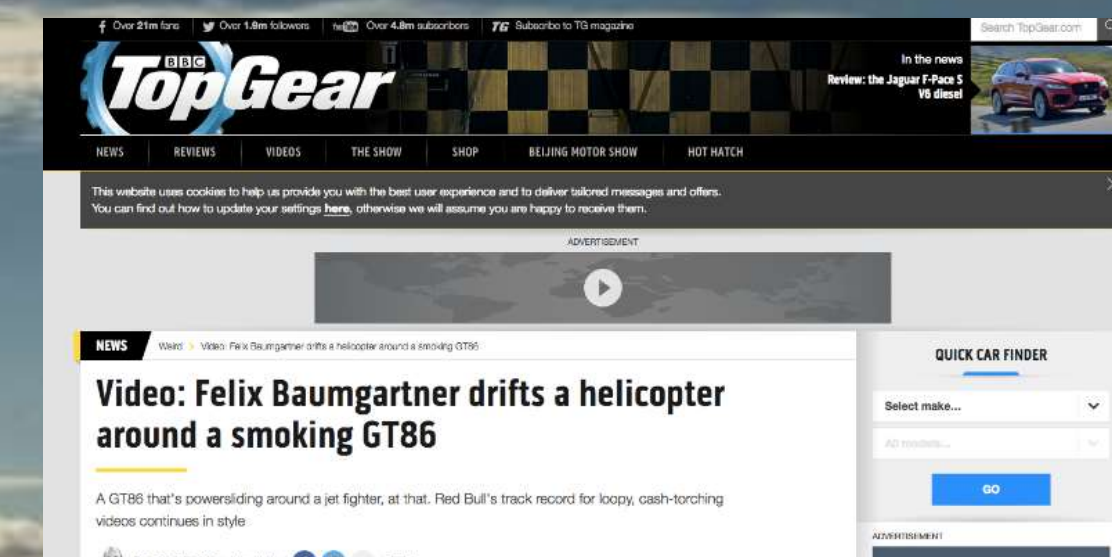 Over 21m fans Over 1.9m followers Over 4.8m subscribers TG Subscribe to TG magazine
Search TopGear.com
BBC
TopGear
In the news
Review: the Jaguar F-Pace S
V6 diesel
NEWS REVIEWS VIDEOS THE SHOW SHOP BEIJING MOTOR SHOW HOT HATCH
This website uses cookies to help us provide you with the best user experience and to deliver tailored messages and offers.
You can find out how to update your settings here, otherwise we will assume you are happy to receive them.
ADVERTISEMENT
NEWS Weird > Video: Felix Baumgartner drifts a helicopter around a smoking GT86
Video: Felix Baumgartner drifts a helicopter
around a smoking GT86
A GT86 that's powersliding around a jet fighter, at that. Red Bull's track record for loopy, cash-torching
videos continues in style
QUICK CAR FINDER
Select make...
All models...
GO
ADVERTISEMENT